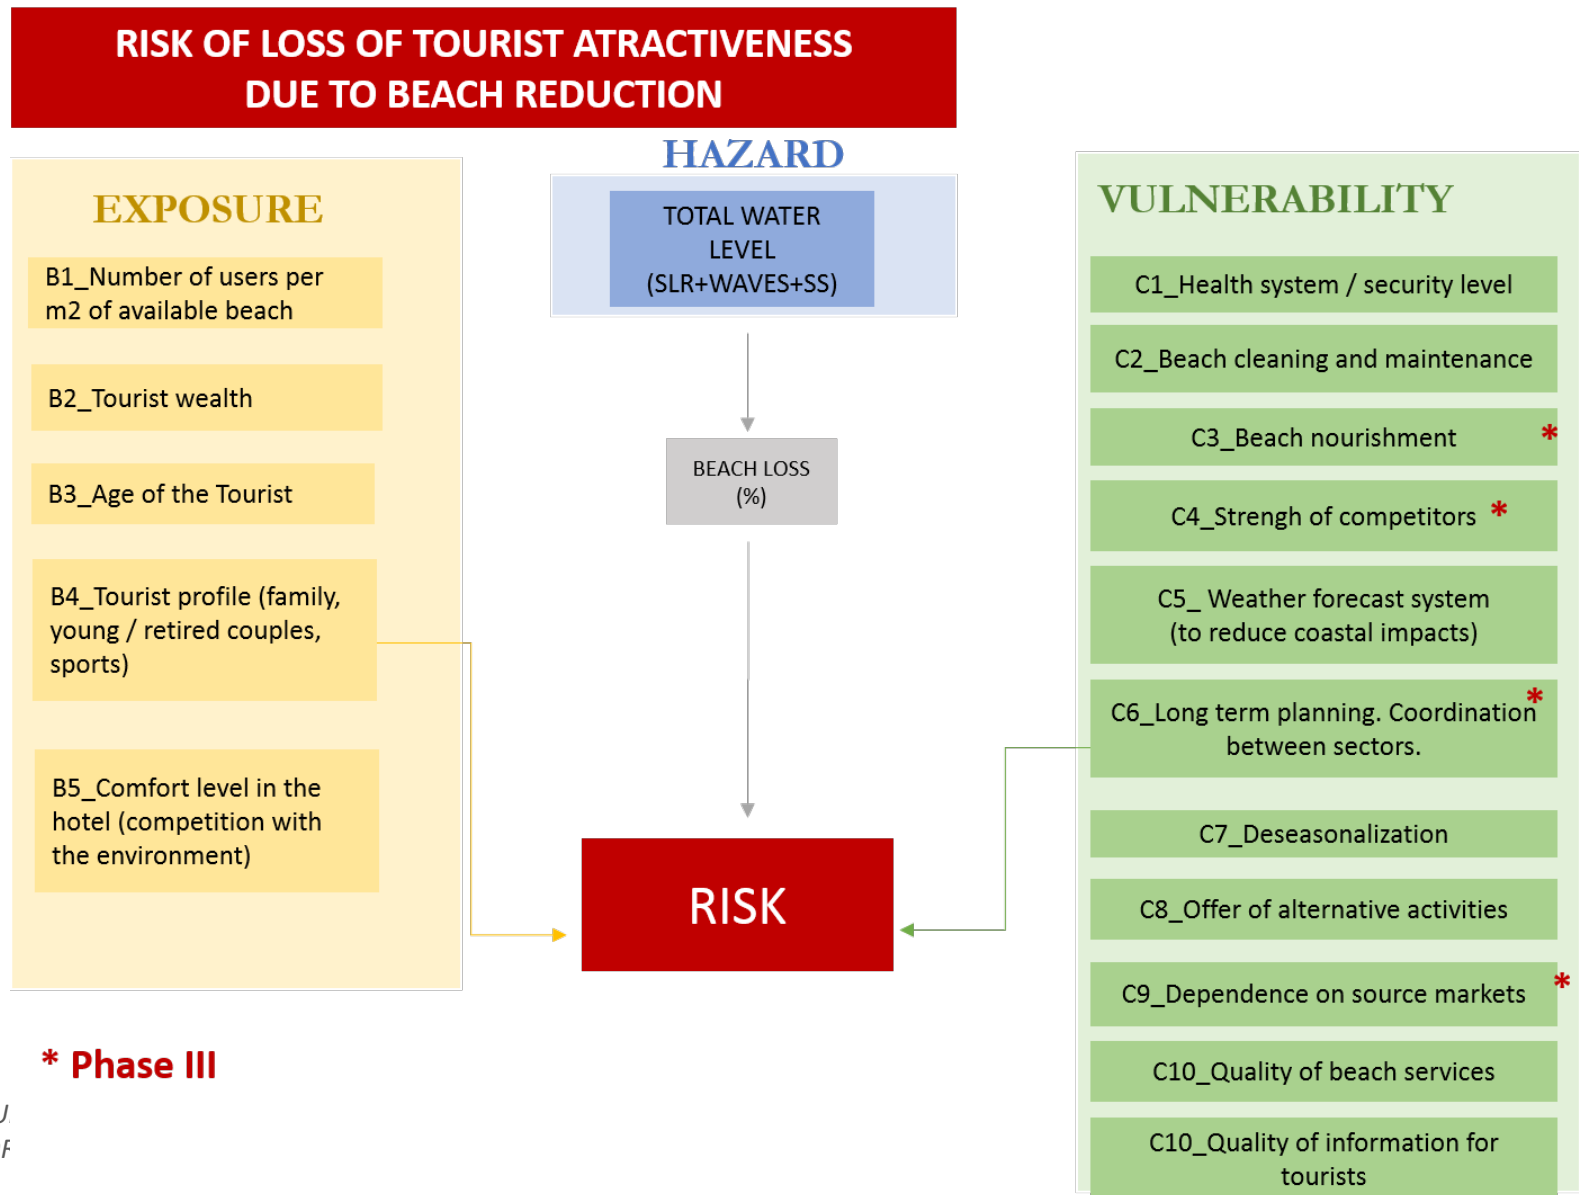 RISK OF LOSS OF TOURIST ATRACTIVENESS
DUE TO BEACH REDUCTION
EXPOSURE
B1_Number of users per
m2 of available beach
B2_Tourist wealth
B3_Age of the Tourist
B4_Tourist profile (family,
young / retired couples,
sports)
B5_Comfort level in the
hotel (competition with
the environment)
HAZARD
TOTAL WATER
LEVEL
(SLR+WAVES+SS)
BEACH LOSS
(%)
RISK
VULNERABILITY
C1_Health system / security level
C2_Beach cleaning and maintenance
C3_Beach nourishment *
C4_Strengh of competitors *
C5_ Weather forecast system
(to reduce coastal impacts)
C6_Long term planning. Coordination *
between sectors.
C7_Deseasonalization
C8_Offer of alternative activities
C9_Dependence on source markets *
C10_Quality of beach services
C10_Quality of information for
tourists
* Phase III